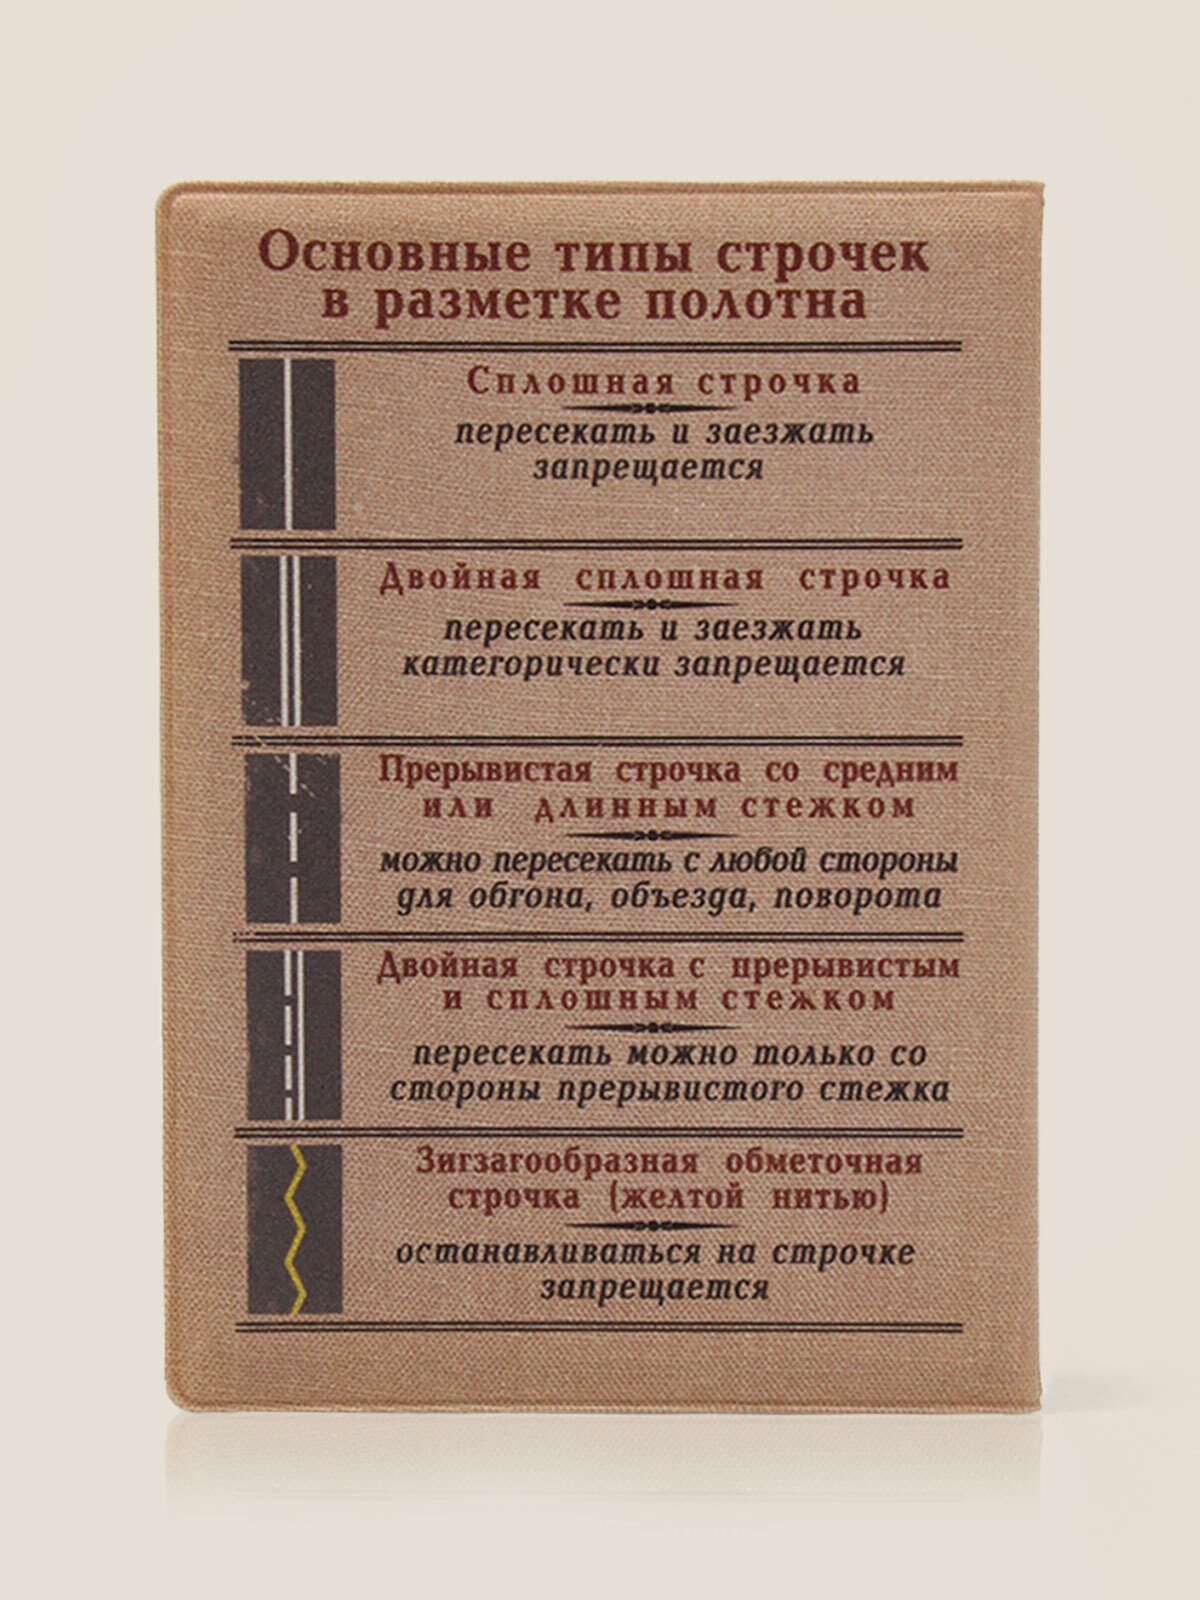 Основные типы строчек
в разметке полотна
Сплошная строчка
пересекать и заезжать
запрещается
Двойная сплошная строчка
пересекать и заезжать
категорически запрещается
Прерывистая строчка со средним
или длинным стежком
можно пересекать с любой стороны
для обгона, объезда, поворота
Двойная строчка с прерывистым
и сплошным стежком
пересекать можно только со
стороны прерывистого стежка
Зигзагообразная обметочная
строчка (желтой нитью)
останавливаться на строчке
запрещается